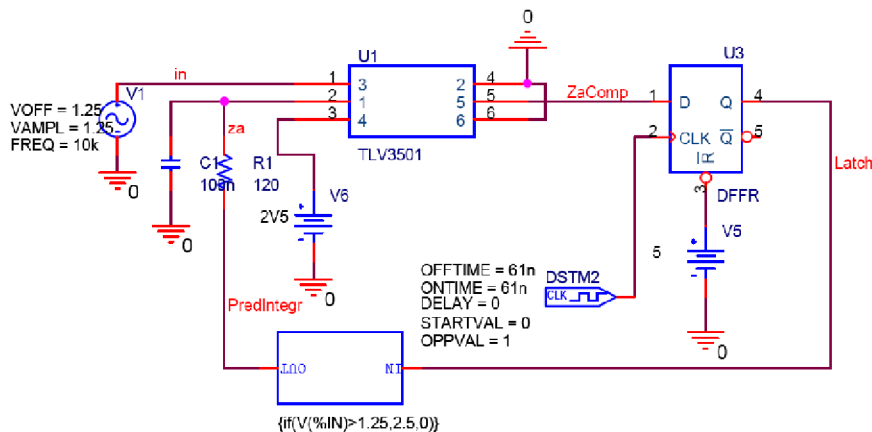 0
U1
U3
in
1
3
2
4
ZaComp
1
D
Q
4
V1
2
1
5
5
VOFF = 1.25
VAMPL = 1.25
FREQ = 10k
3
4
6
6
2
CLK
Q
5
za
TLV3501
R
Latch
C1
R1
100n
120
V6
3
DFFR
0
2V5
V5
0
OFFTIME = 61n
ONTIME = 61n
DELAY = 0
STARTVAL = 0
OPPVAL = 1
5
DSTM2
CLK
0
PredIntegr
0
OUT
IN
{if(V(%IN)>1.25,2.5,0)}